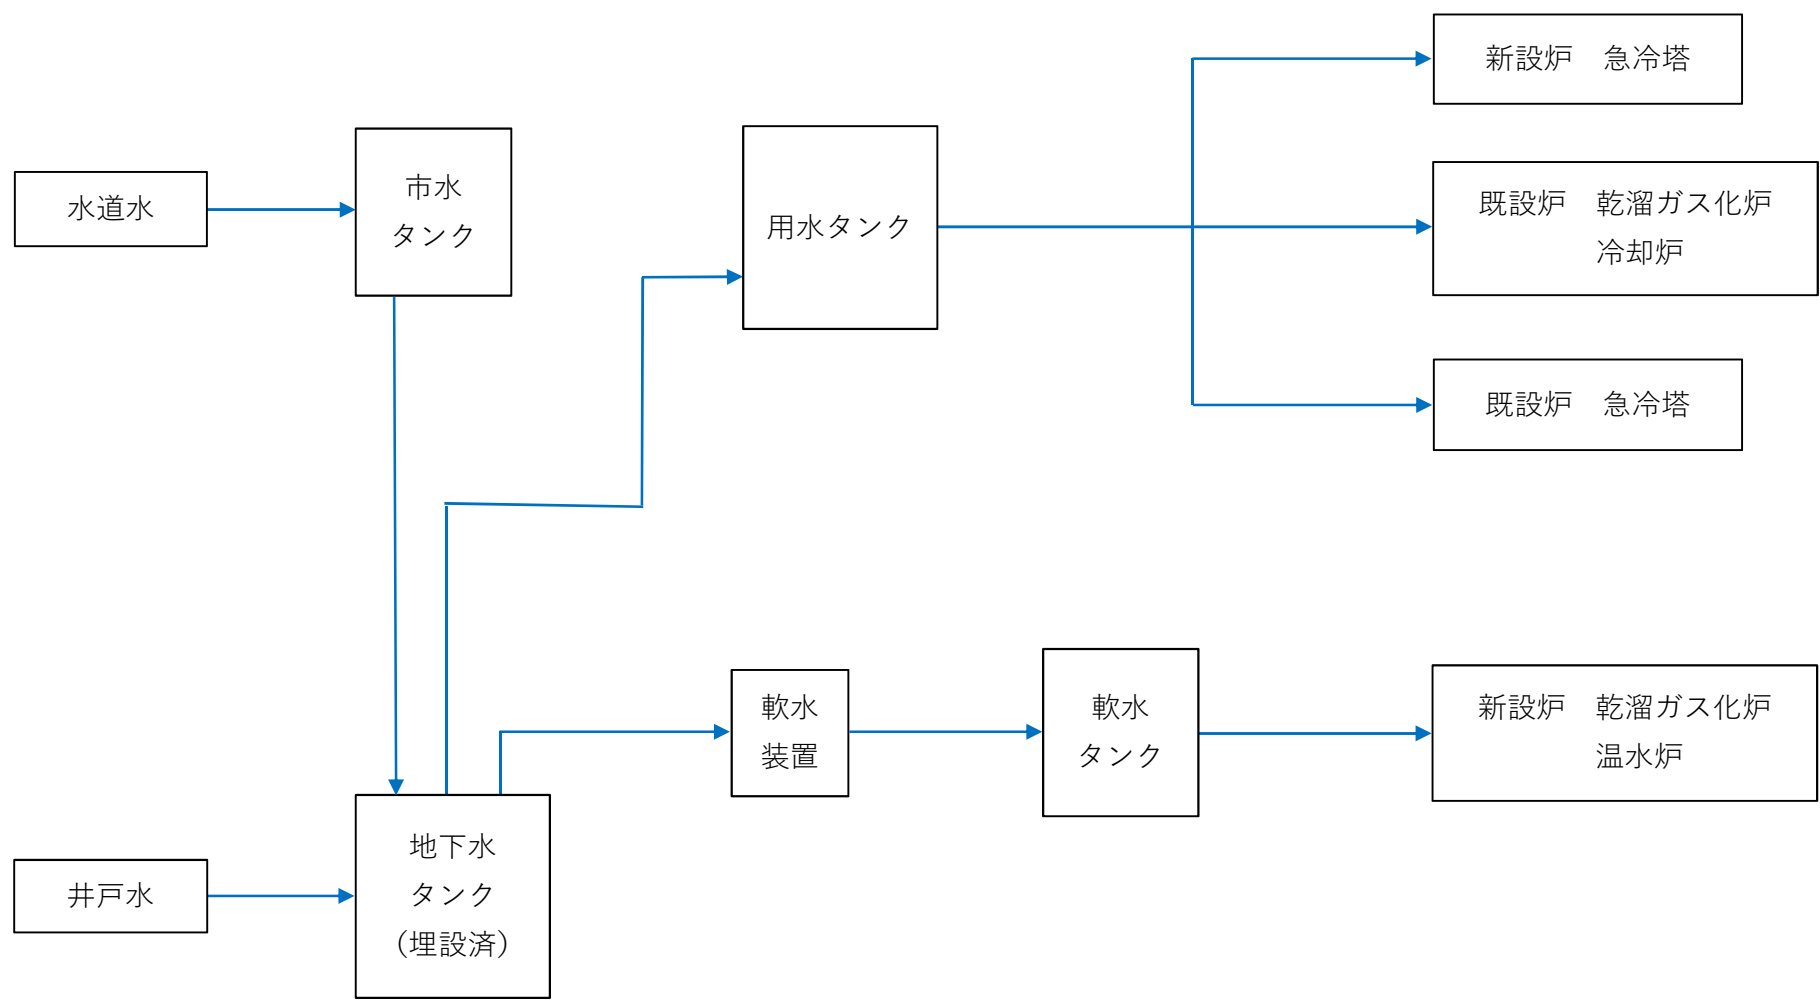 新設炉　急冷塔
市水
タンク
水道水
用水タンク
既設炉　乾溜ガス化炉
冷却炉
既設炉　急冷塔
軟水
装置
軟水
タンク
新設炉　乾溜ガス化炉
温水炉
地下水
タンク
（埋設済）
井戸水